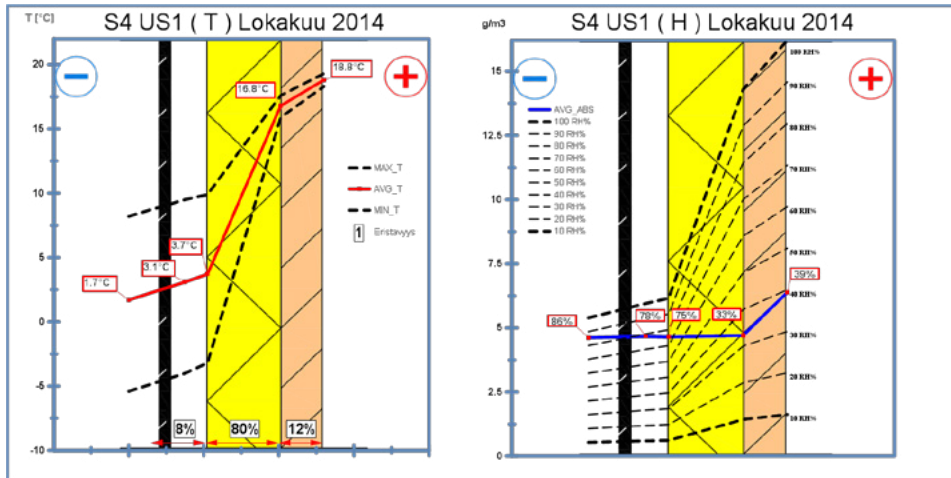 T [°C]
S4 US1 ( T ) Lokakuu 2014
20
15
10
5
0
-5
-10
16.8°C
18.8°C
3.7°C
3.1°C
1.7°C
MAX_T
AVG_T
MIN_T
1 Eristavyys
8%
80%
12%
g/m3
S4 US1 ( H ) Lokakuu 2014
15
12.5
10
7.5
5
2.5
0
AVG_ABS
100 RH%
90 RH%
80 RH%
70 RH%
60 RH%
50 RH%
40 RH%
30 RH%
20 RH%
10 RH%
86%
78%
75%
33%
39%
100 RH%
90 RH%
80 RH%
70 RH%
60 RH%
50 RH%
40 RH%
30 RH%
20 RH%
10 RH%